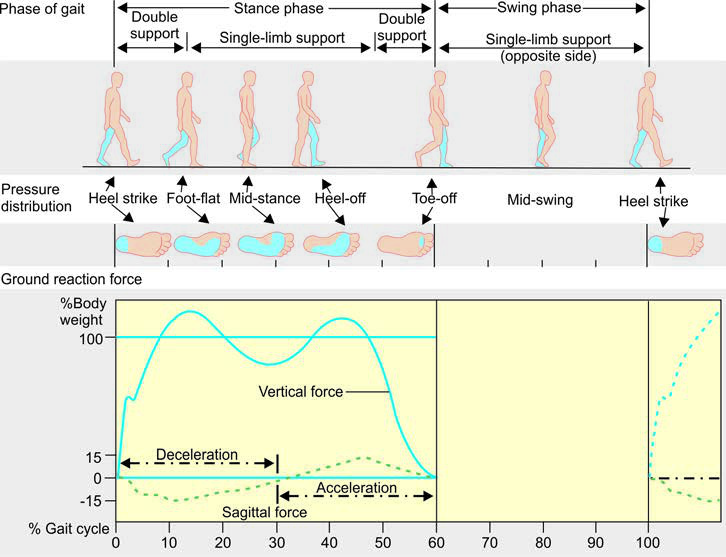 Phase of gait
Stance phase
Swing phase
Double
support
Single-limb support
Double
support
Single-limb support
(opposite side)
Pressure
distribution
Heel strike
Foot-flat
Mid-stance
Heel-off
Toe-off
Mid-swing
Heel strike
Ground reaction force
%Body
weight
100
Vertical force
15
0
-15
Deceleration
Acceleration
Sagittal force
% Gait cycle
0 10 20 30 40 50 60 70 80 90 100